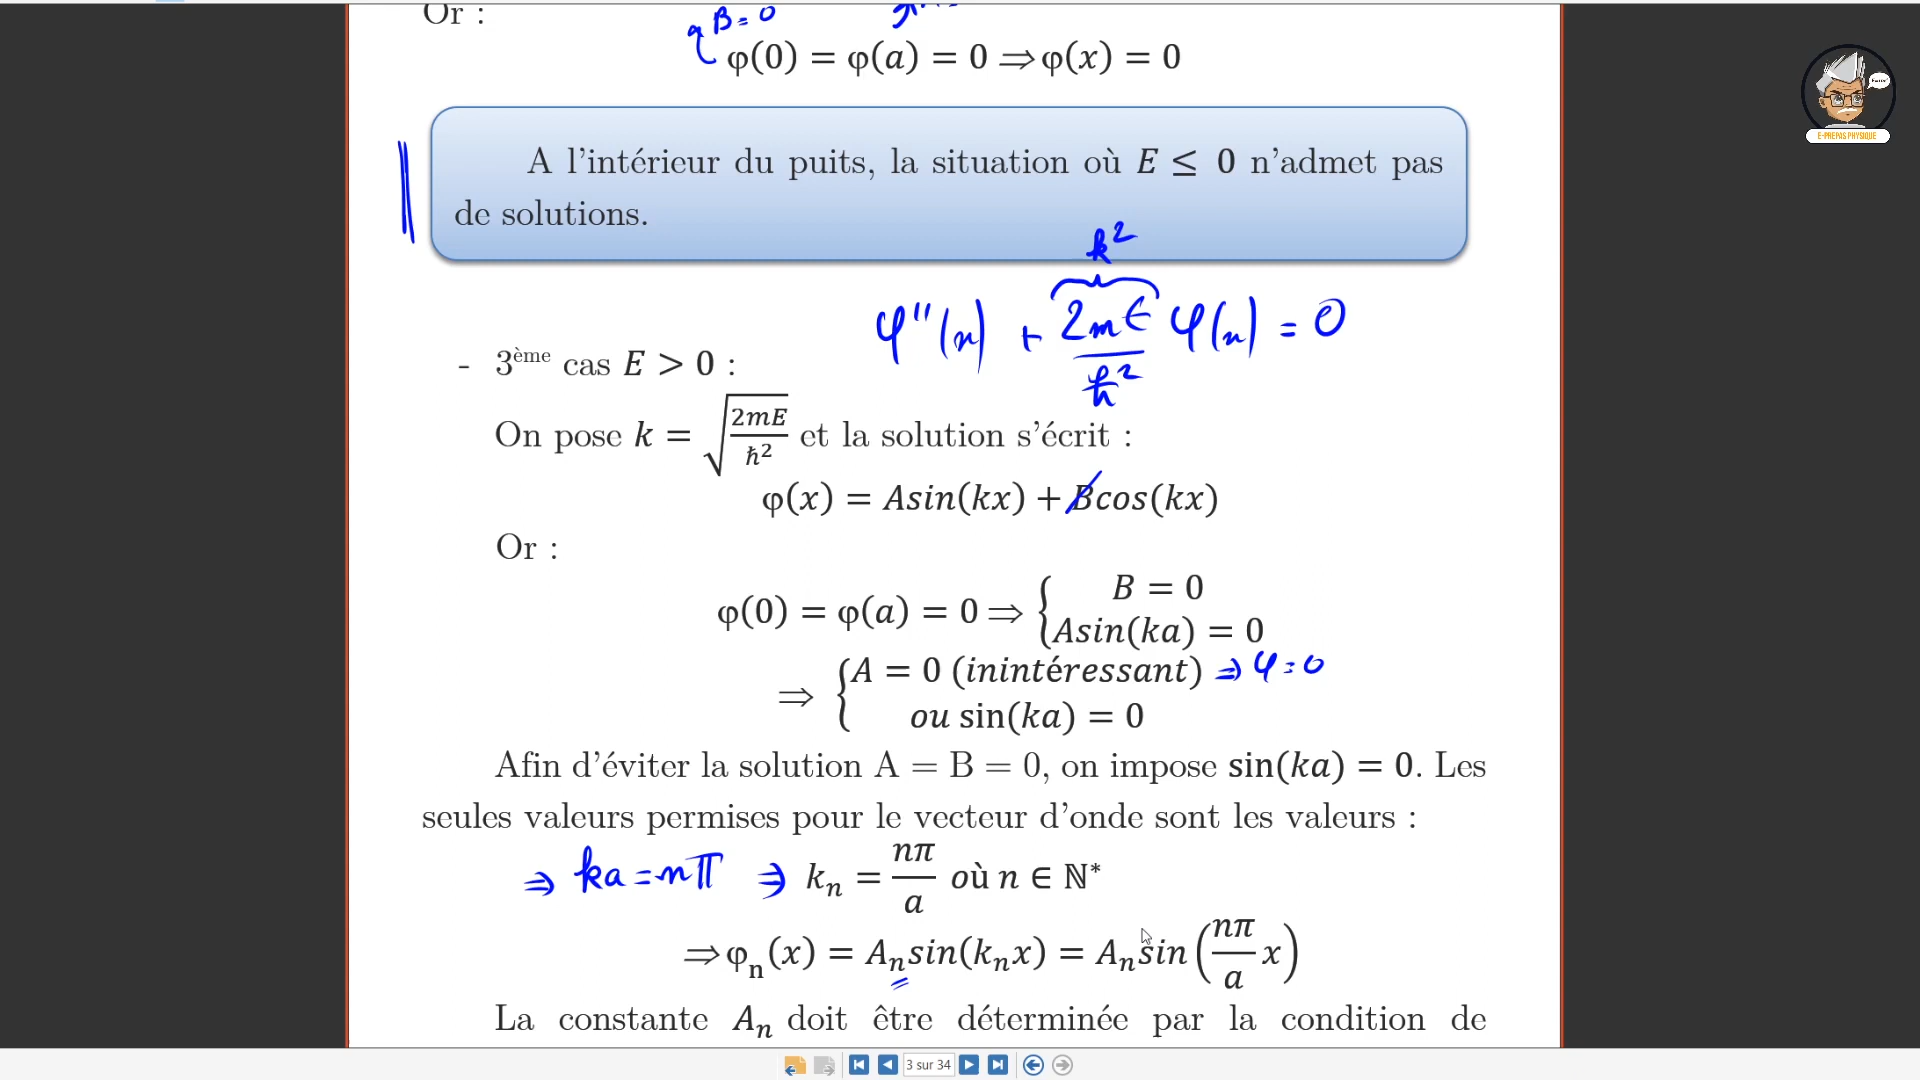 Or :
B = 0
φ(0) = φ(a) = 0 ⇒ φ(x) = 0
E-PREPAS PHYSIQUE
A l'intérieur du puits, la situation où E ≤ 0 n'admet pas
de solutions.
k²
φ''(x) + 2mE/ħ² φ(x) = 0
- 3ème cas E > 0 :
On pose k = √(2mE/ħ²) et la solution s'écrit :
φ(x) = Asin(kx) + Bcos(kx)
Or :
φ(0) = φ(a) = 0 ⇒ { B = 0
Asin(ka) = 0
⇒ { A = 0 (inintéressant) ⇒ φ = 0
ou sin(ka) = 0
Afin d'éviter la solution A = B = 0, on impose sin(ka) = 0. Les
seules valeurs permises pour le vecteur d'onde sont les valeurs :
⇒ ka = nπ ⇒ kₙ = nπ/a où n ∈ ℕ*
⇒ φₙ(x) = Aₙsin(kₙx) = Aₙsin(nπ/a x)
La constante Aₙ doit être déterminée par la condition de
3 sur 34